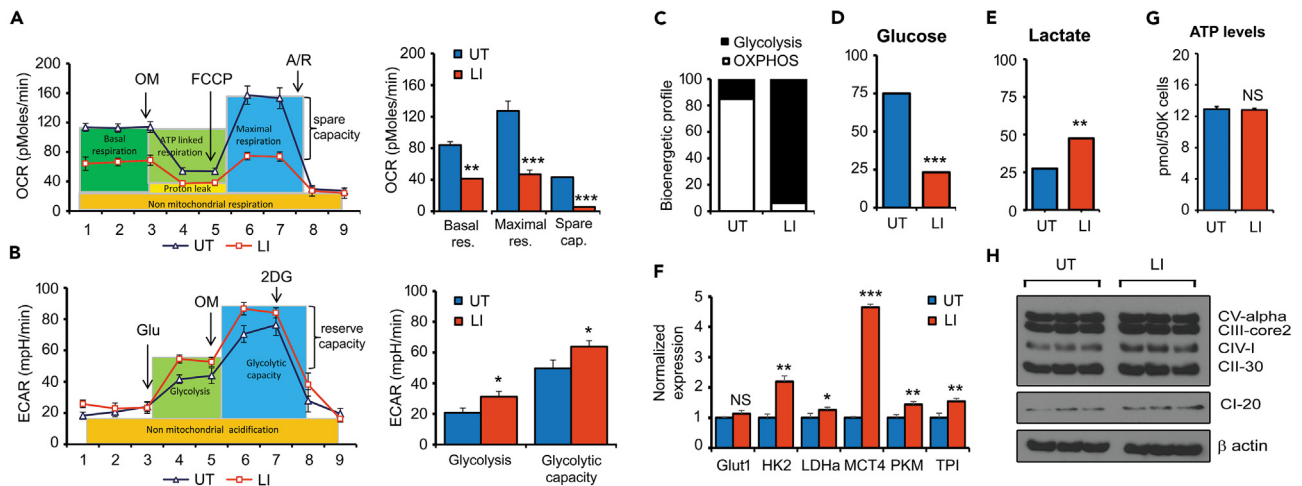 A
OCR (pMoles/min)
200
160
120
80
40
0
OM
FCCP
A/R
Basal
respiration
ATP linked
respiration
Maximal
respiration
spare
capacity
Proton leak
Non mitochondrial respiration
1 2 3 4 5 6 7 8 9
UT LI
OCR (pMoles/min)
200
160
120
80
40
0
UT
LI
**
***
***
Basal
res.
Maximal
res.
Spare
cap.
B
ECAR (mpH/min)
100
80
60
40
20
0
Glu
OM
2DG
Glycolysis
Glycolytic
capacity
reserve
capacity
Non mitochondrial acidification
1 2 3 4 5 6 7 8 9
UT LI
ECAR (mpH/min)
100
80
60
40
20
0
UT
LI
*
*
Glycolysis
Glycolytic
capacity
C
Glycolysis
OXPHOS
Bioenergetic profile
100
80
60
40
20
0
UT LI
D
Glucose
100
75
50
25
0
***
UT LI
E
Lactate
100
75
50
25
0
**
UT LI
G
ATP levels
pmol/50K cells
20
16
12
8
4
0
NS
UT LI
F
Normalized
expression
5
4
3
2
1
0
UT
LI
NS
**
*
***
**
**
Glut1 HK2 LDHa MCT4 PKM TPI
H
UT LI
CV-alpha
CIII-core2
CIV-I
CII-30
CI-20
β actin